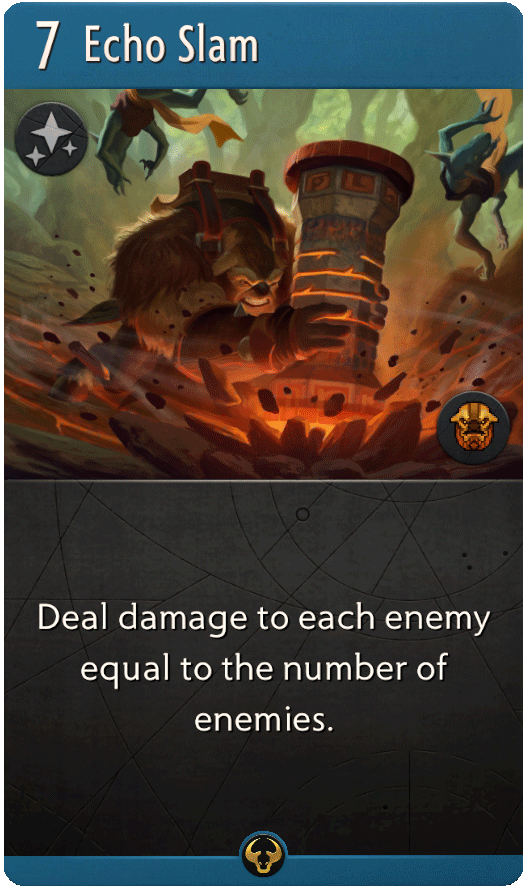 7 Echo Slam
Deal damage to each enemy
equal to the number of
enemies.